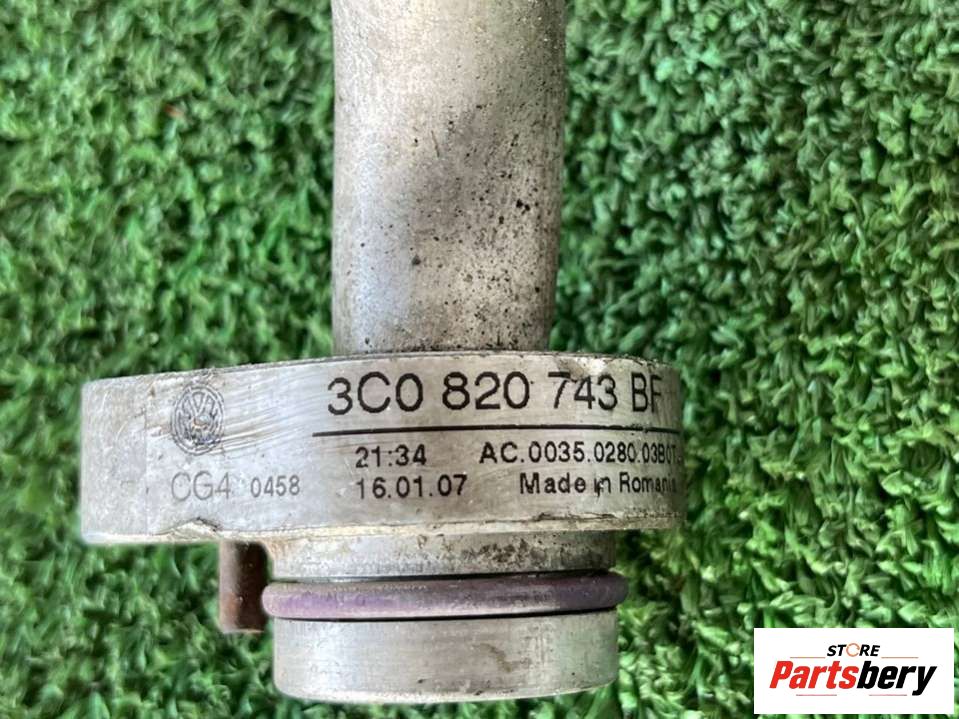 3C0 820 743 BF
21:34 AC.0035.0280.03B0T
CG4 0458 16.01.07 Made in Romania
STORE
Partsbery